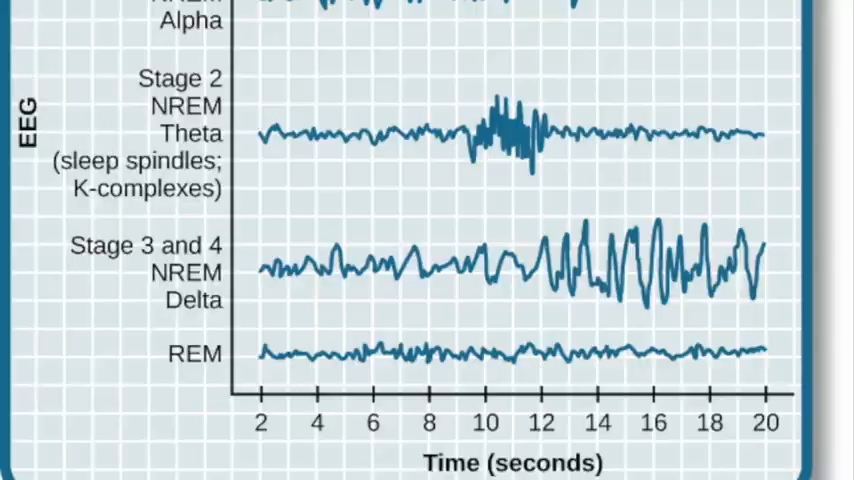 Alpha
Stage 2
NREM
Theta
(sleep spindles;
K-complexes)
EEG
Stage 3 and 4
NREM
Delta
REM
2 4 6 8 10 12 14 16 18 20
Time (seconds)